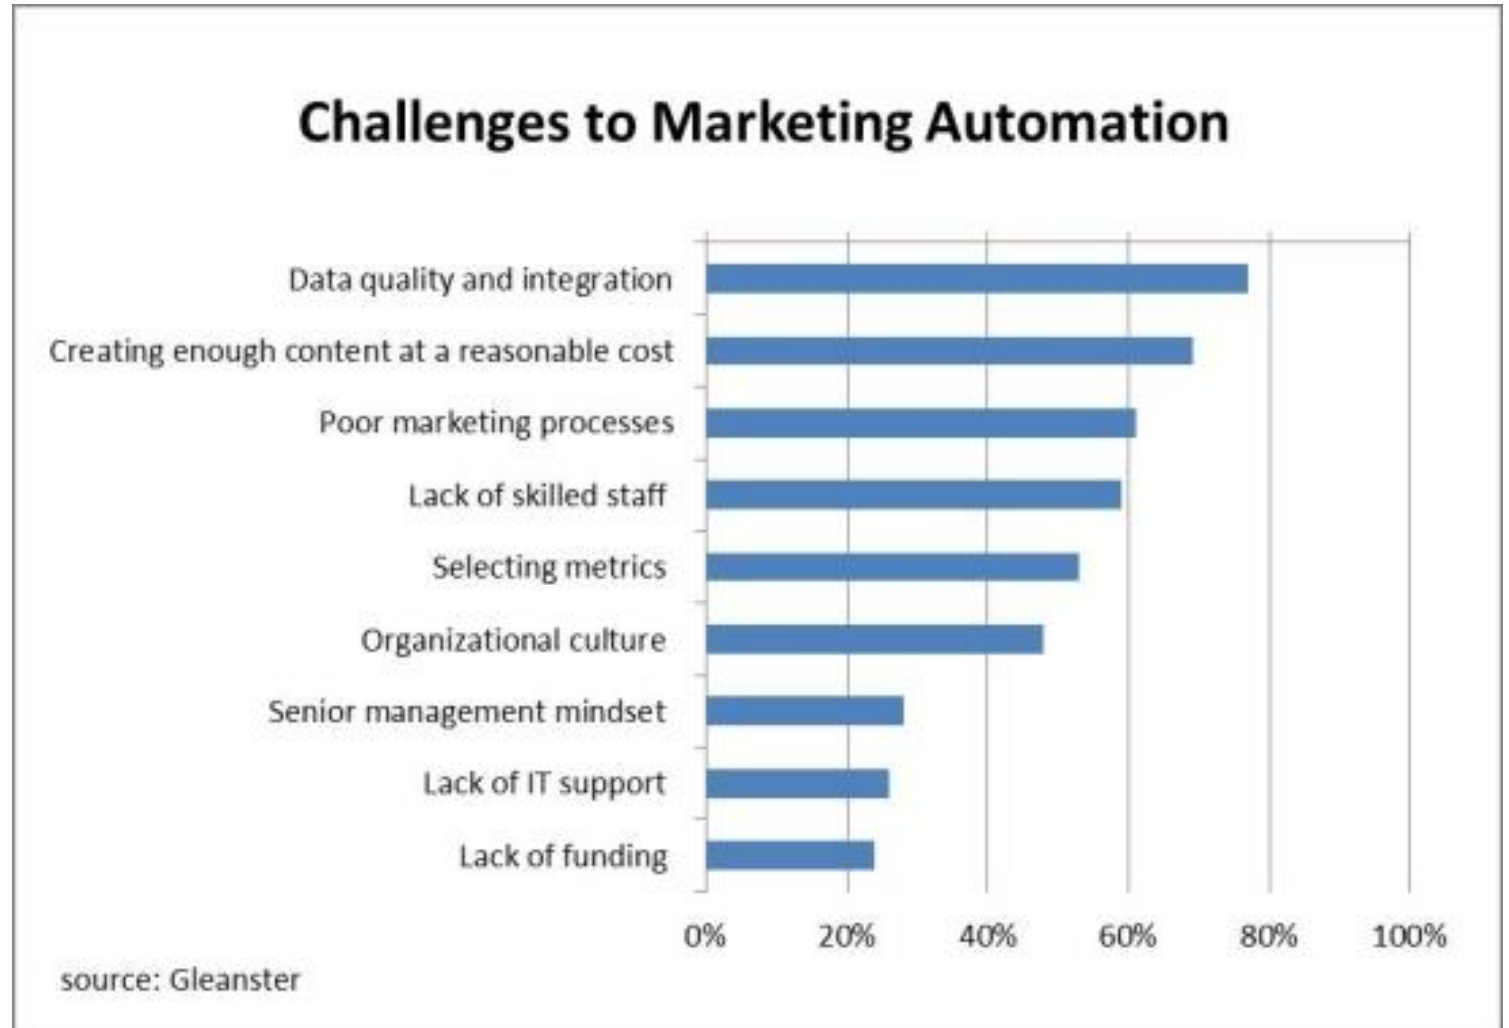 Challenges to Marketing Automation
Data quality and integration
Creating enough content at a reasonable cost
Poor marketing processes
Lack of skilled staff
Selecting metrics
Organizational culture
Senior management mindset
Lack of IT support
Lack of funding
0% 20% 40% 60% 80% 100%
source: Gleanster